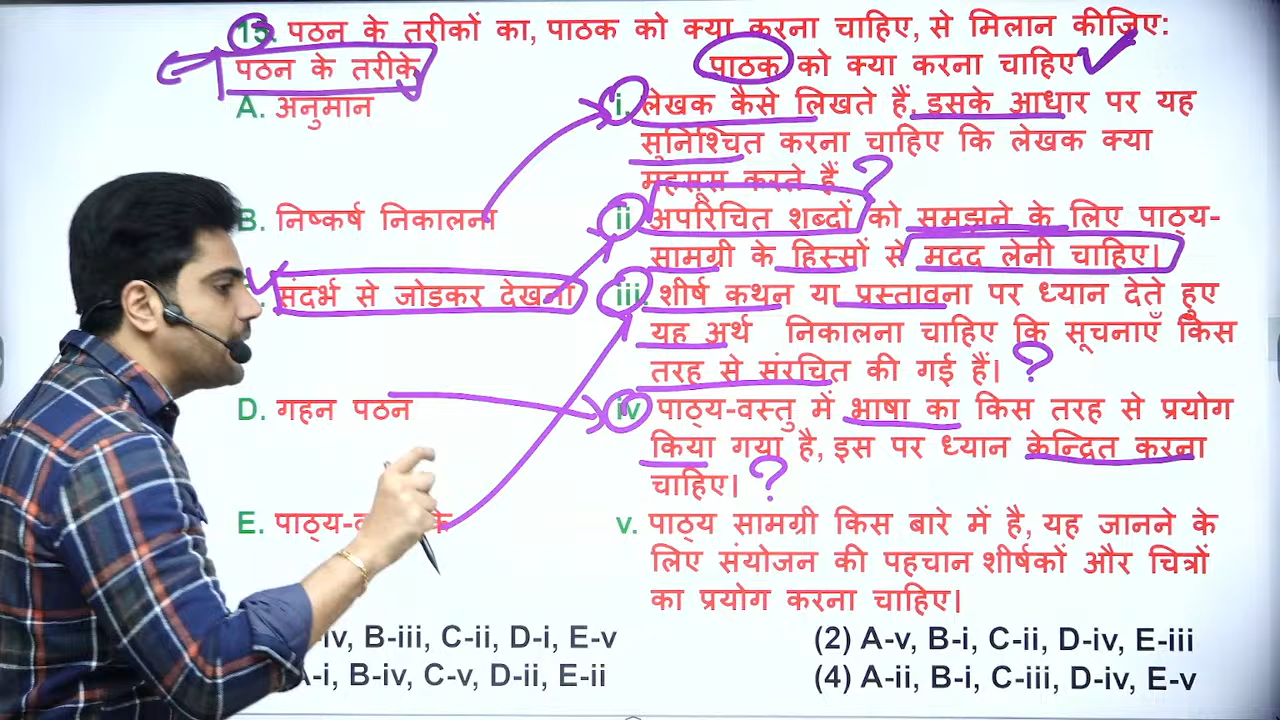 15. पठन के तरीकों का, पाठक को क्या करना चाहिए, से मिलान कीजिए:
पठन के तरीके
पाठक को क्या करना चाहिए
A. अनुमान
i. लेखक कैसे लिखते हैं, इसके आधार पर यह
सुनिश्चित करना चाहिए कि लेखक क्या
महसूस करते हैं
B. निष्कर्ष निकालना
ii. अपरिचित शब्दों को समझने के लिए पाठ्य-
सामग्री के हिस्सों से मदद लेनी चाहिए।
संदर्भ से जोडकर देखना
iii. शीर्ष कथन या प्रस्तावना पर ध्यान देते हुए
यह अर्थ निकालना चाहिए कि सूचनाएँ किस
तरह से संरचित की गई हैं।
D. गहन पठन
iv पाठ्य-वस्तु में भाषा का किस तरह से प्रयोग
किया गया है, इस पर ध्यान केन्द्रित करना
चाहिए।
E. पाठ्य-
v. पाठ्य सामग्री किस बारे में है, यह जानने के
लिए संयोजन की पहचान शीर्षकों और चित्रों
का प्रयोग करना चाहिए।
-iv, B-iii, C-ii, D-i, E-v
(2) A-v, B-i, C-ii, D-iv, E-iii
A-i, B-iv, C-v, D-ii, E-ii
(4) A-ii, B-i, C-iii, D-iv, E-v